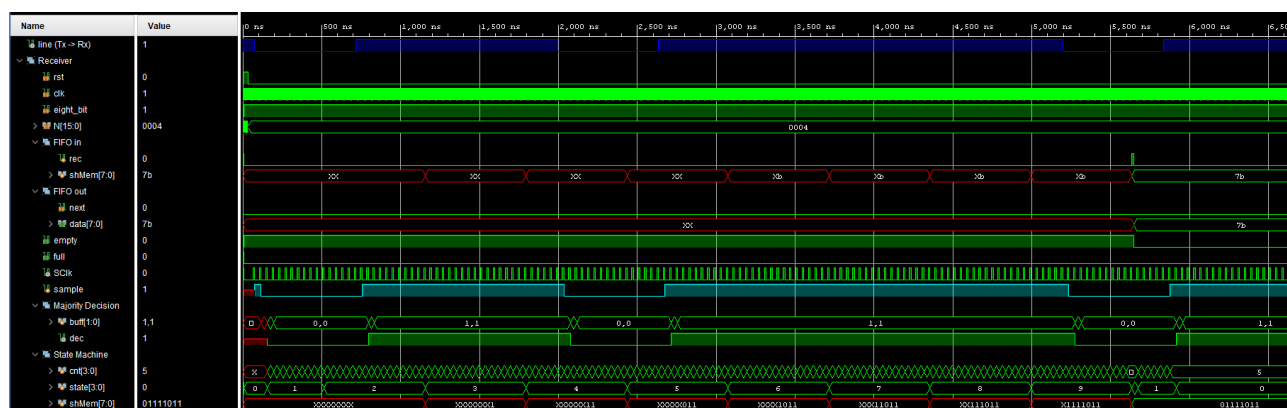 Name Value 0 ns 500 ns 1,000 ns 1,500 ns 2,000 ns 2,500 ns 3,000 ns 3,500 ns 4,000 ns 4,500 ns 5,000 ns 5,500 ns 6,000 ns
line (Tx -> Rx) 1
Receiver
rst 0
clk 1
eight_bit 1
N[15:0] 0004 0004
FIFO in
rec 0
shMem[7:0] 7b XX XX XX XX Xb Xb Xb Xb 7b
FIFO out
next 0
data[7:0] 7b XX 7b
empty 0
full 0
SClk 0
sample 1
Majority Decision
buff[1:0] 1,1 0,0 1,1 0,0 1,1 0,0 1,1
dec 1
State Machine
cnt[3:0] 5 X 5
state[3:0] 0 0 1 2 3 4 5 6 7 8 9 1 0
shMem[7:0] 01111011 XXXXXXXX XXXXXXX1 XXXXXX11 XXXXX011 XXXX1011 XXX11011 XX111011 X1111011 01111011